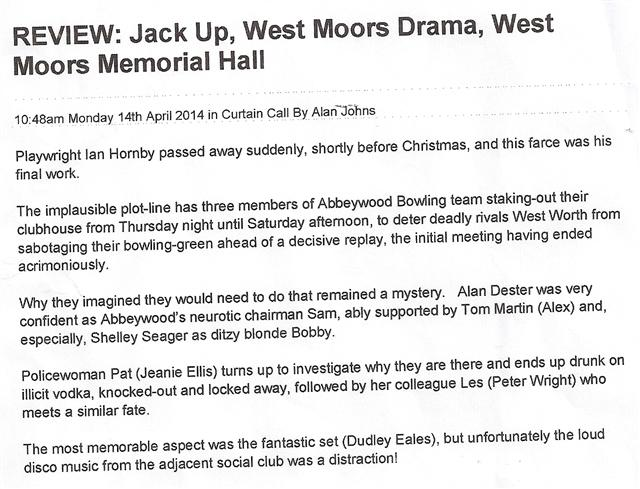 REVIEW: Jack Up, West Moors Drama, West
Moors Memorial Hall
10:48am Monday 14th April 2014 in Curtain Call By Alan Johns
Playwright Ian Hornby passed away suddenly, shortly before Christmas, and this farce was his
final work.
The implausible plot-line has three members of Abbeywood Bowling team staking-out their
clubhouse from Thursday night until Saturday afternoon, to deter deadly rivals West Worth from
sabotaging their bowling-green ahead of a decisive replay, the initial meeting having ended
acrimoniously.
Why they imagined they would need to do that remained a mystery.   Alan Dester was very
confident as Abbeywood's neurotic chairman Sam, ably supported by Tom Martin (Alex) and,
especially, Shelley Seager as ditzy blonde Bobby.
Policewoman Pat (Jeanie Ellis) turns up to investigate why they are there and ends up drunk on
illicit vodka, knocked-out and locked away, followed by her colleague Les (Peter Wright) who
meets a similar fate.
The most memorable aspect was the fantastic set (Dudley Eales), but unfortunately the loud
disco music from the adjacent social club was a distraction!